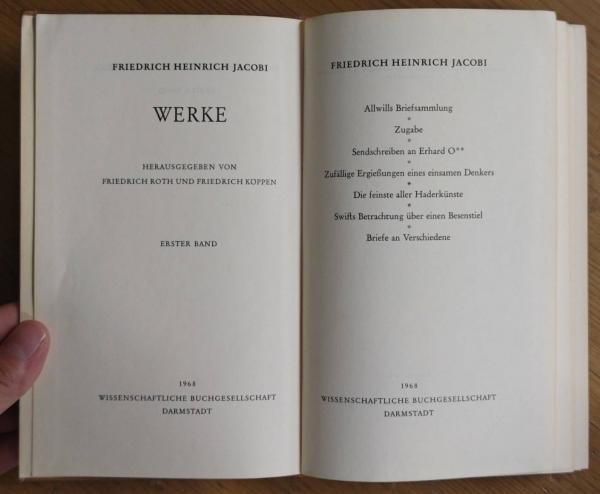 FRIEDRICH HEINRICH JACOBI
WERKE
HERAUSGEGEBEN VON
FRIEDRICH ROTH UND FRIEDRICH KÖPPEN
ERSTER BAND
1968
WISSENSCHAFTLICHE BUCHGESELLSCHAFT
DARMSTADT
FRIEDRICH HEINRICH JACOBI
Allwills Briefsammlung
*
Zugabe
*
Sendschreiben an Erhard O**
*
Zufällige Ergießungen eines einsamen Denkers
*
Die feinste aller Haderkünste
*
Swifts Betrachtung über einen Besenstiel
*
Briefe an Verschiedene
1968
WISSENSCHAFTLICHE BUCHGESELLSCHAFT
DARMSTADT